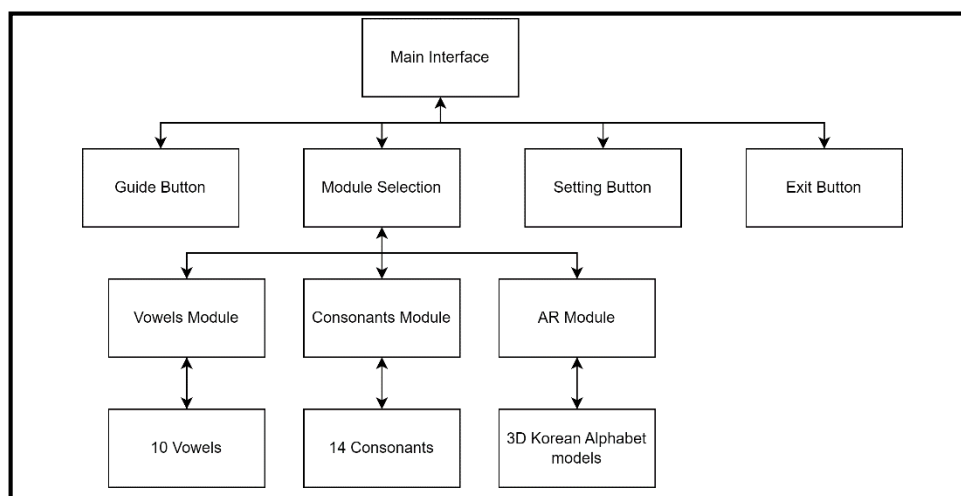 Main Interface
Guide Button
Module Selection
Setting Button
Exit Button
Vowels Module
Consonants Module
AR Module
10 Vowels
14 Consonants
3D Korean Alphabet
models